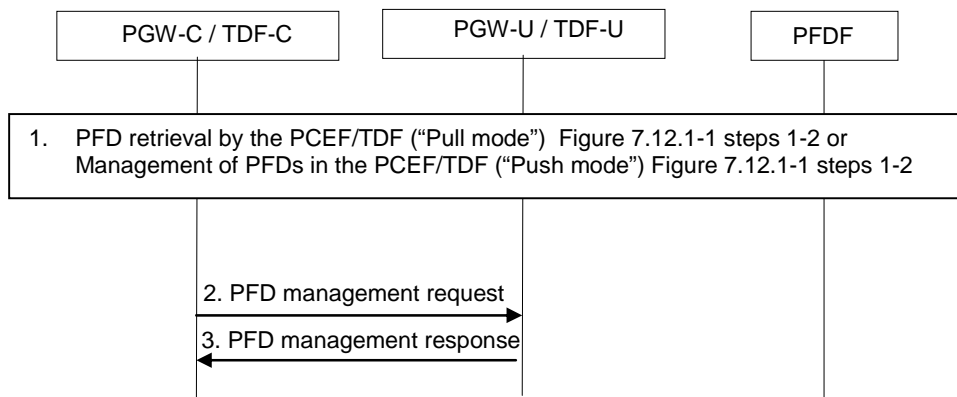 PGW-C / TDF-C
PGW-U / TDF-U
PFDF
1. PFD retrieval by the PCEF/TDF (“Pull mode”) Figure 7.12.1-1 steps 1-2 or
Management of PFDs in the PCEF/TDF (“Push mode”) Figure 7.12.1-1 steps 1-2
2. PFD management request
3. PFD management response